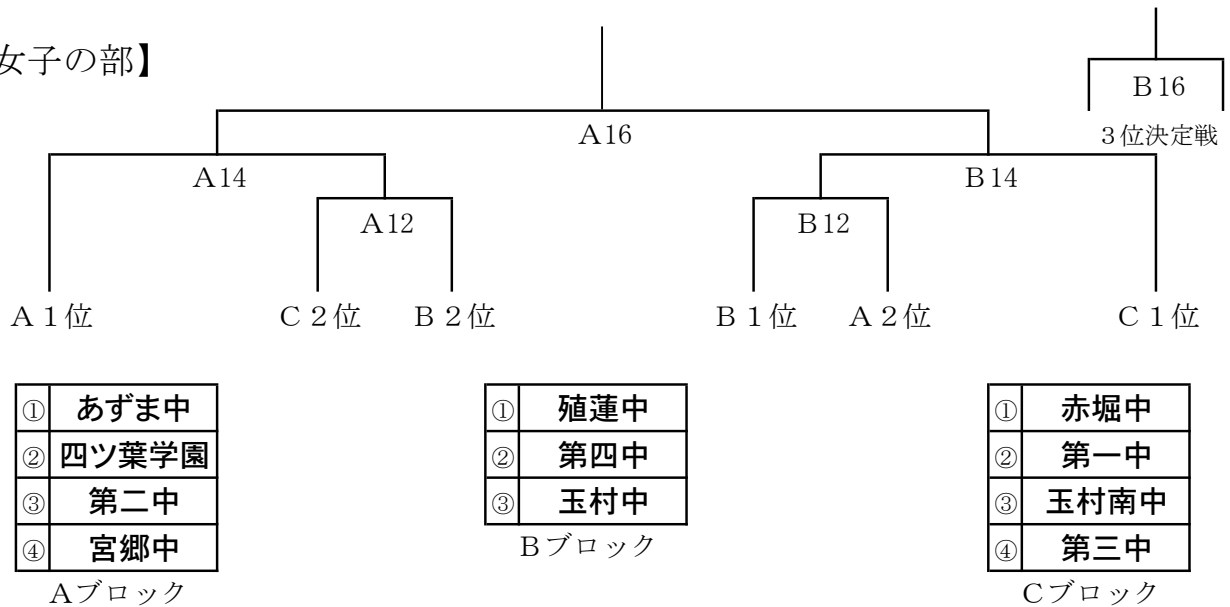 女子の部】
B16
A16
3位決定戦
A14
B14
A12
B12
A1位
C2位
B2位
B1位
A2位
C1位
① あずま中
② 四ツ葉学園
③ 第二中
④ 宮郷中
Aブロック
① 殖蓮中
② 第四中
③ 玉村中
Bブロック
① 赤堀中
② 第一中
③ 玉村南中
④ 第三中
Cブロック